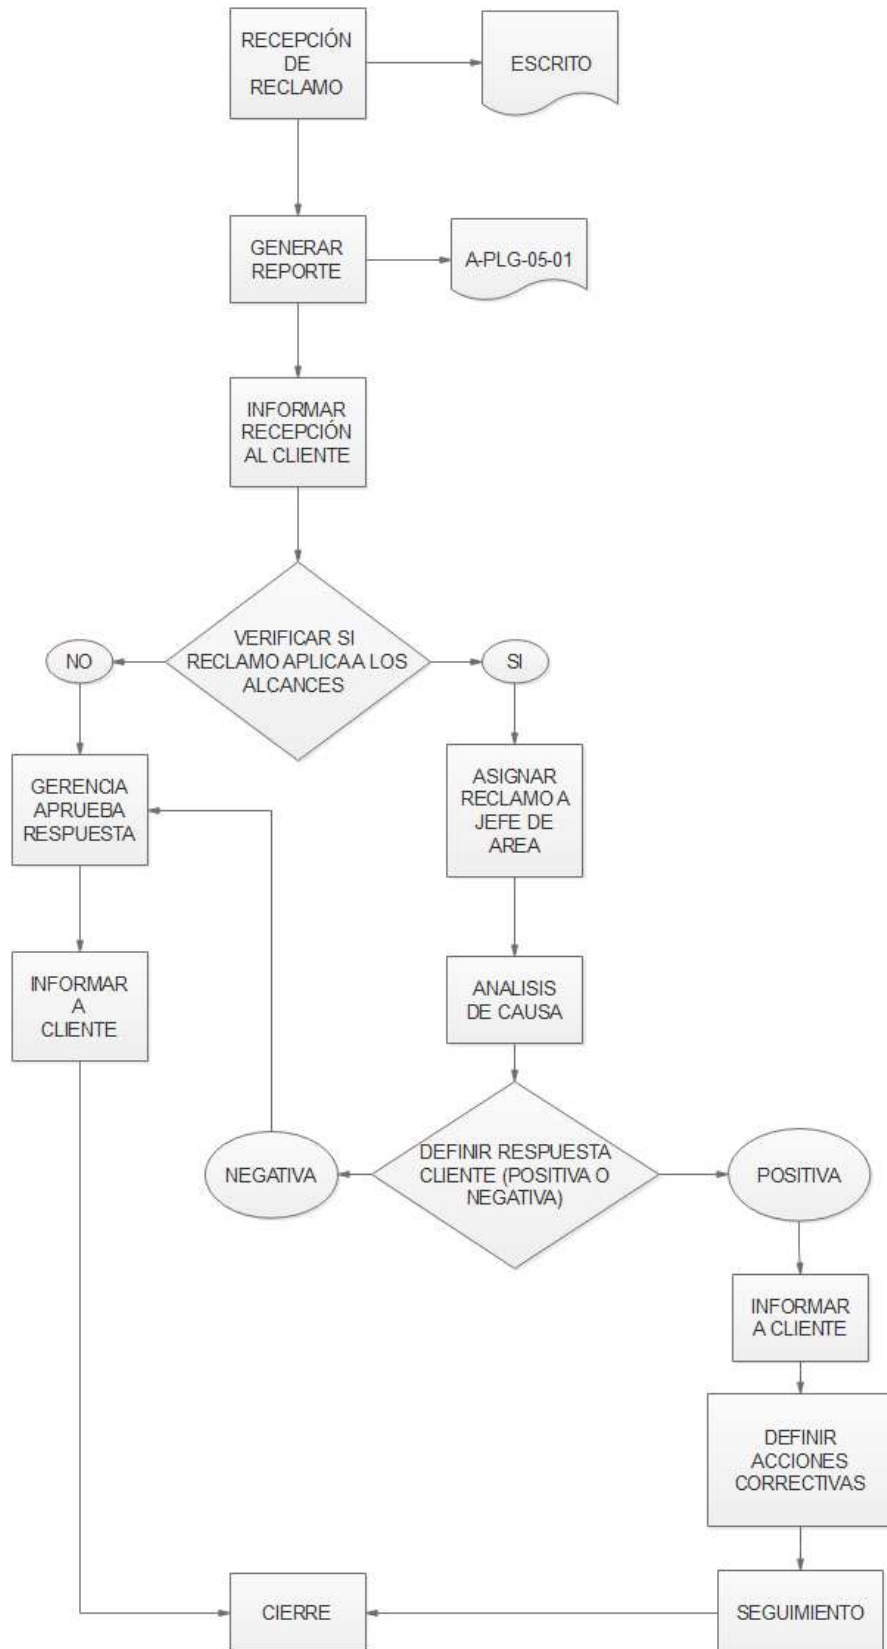 RECEPCIÓN
DE
RECLAMO
ESCRITO
GENERAR
REPORTE
A-PLG-05-01
INFORMAR
RECEPCIÓN
AL CLIENTE
VERIFICAR SI
RECLAMO APLICA A LOS
ALCANCES
NO
SI
GERENCIA
APRUEBA
RESPUESTA
ASIGNAR
RECLAMO A
JEFE DE
AREA
INFORMAR
A
CLIENTE
ANALISIS
DE CAUSA
DEFINIR RESPUESTA
CLIENTE (POSITIVA O
NEGATIVA)
NEGATIVA
POSITIVA
INFORMAR
A CLIENTE
DEFINIR
ACCIONES
CORRECTIVAS
CIERRE
SEGUIMIENTO